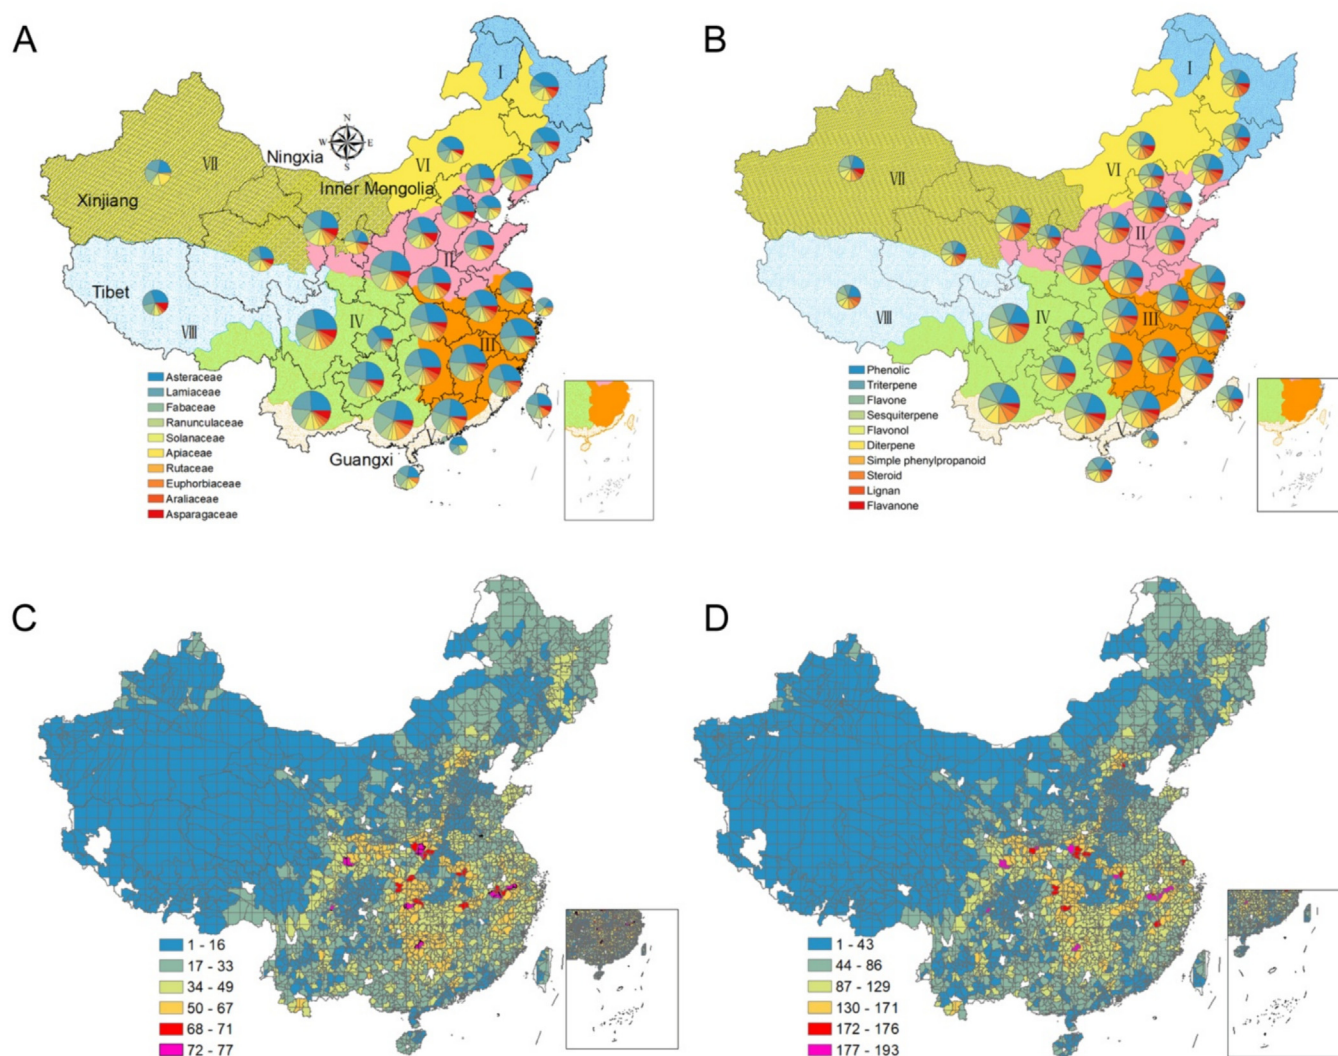 A
B
I
I
N
W E
S
Ningxia
VII
VI
Inner Mongolia
VI
VII
Xinjiang
II
II
Tibet
VIII
IV
III
VIII
IV
III
Asteraceae
Lamiaceae
Fabaceae
Ranunculaceae
Solanaceae
Apiaceae
Rutaceae
Euphorbiaceae
Araliaceae
Asparagaceae
Guangxi
V
Phenolic
Triterpene
Flavone
Sesquiterpene
Flavonol
Diterpene
Simple phenylpropanoid
Steroid
Lignan
Flavanone
V
C
D
1 - 16
17 - 33
34 - 49
50 - 67
68 - 71
72 - 77
1 - 43
44 - 86
87 - 129
130 - 171
172 - 176
177 - 193